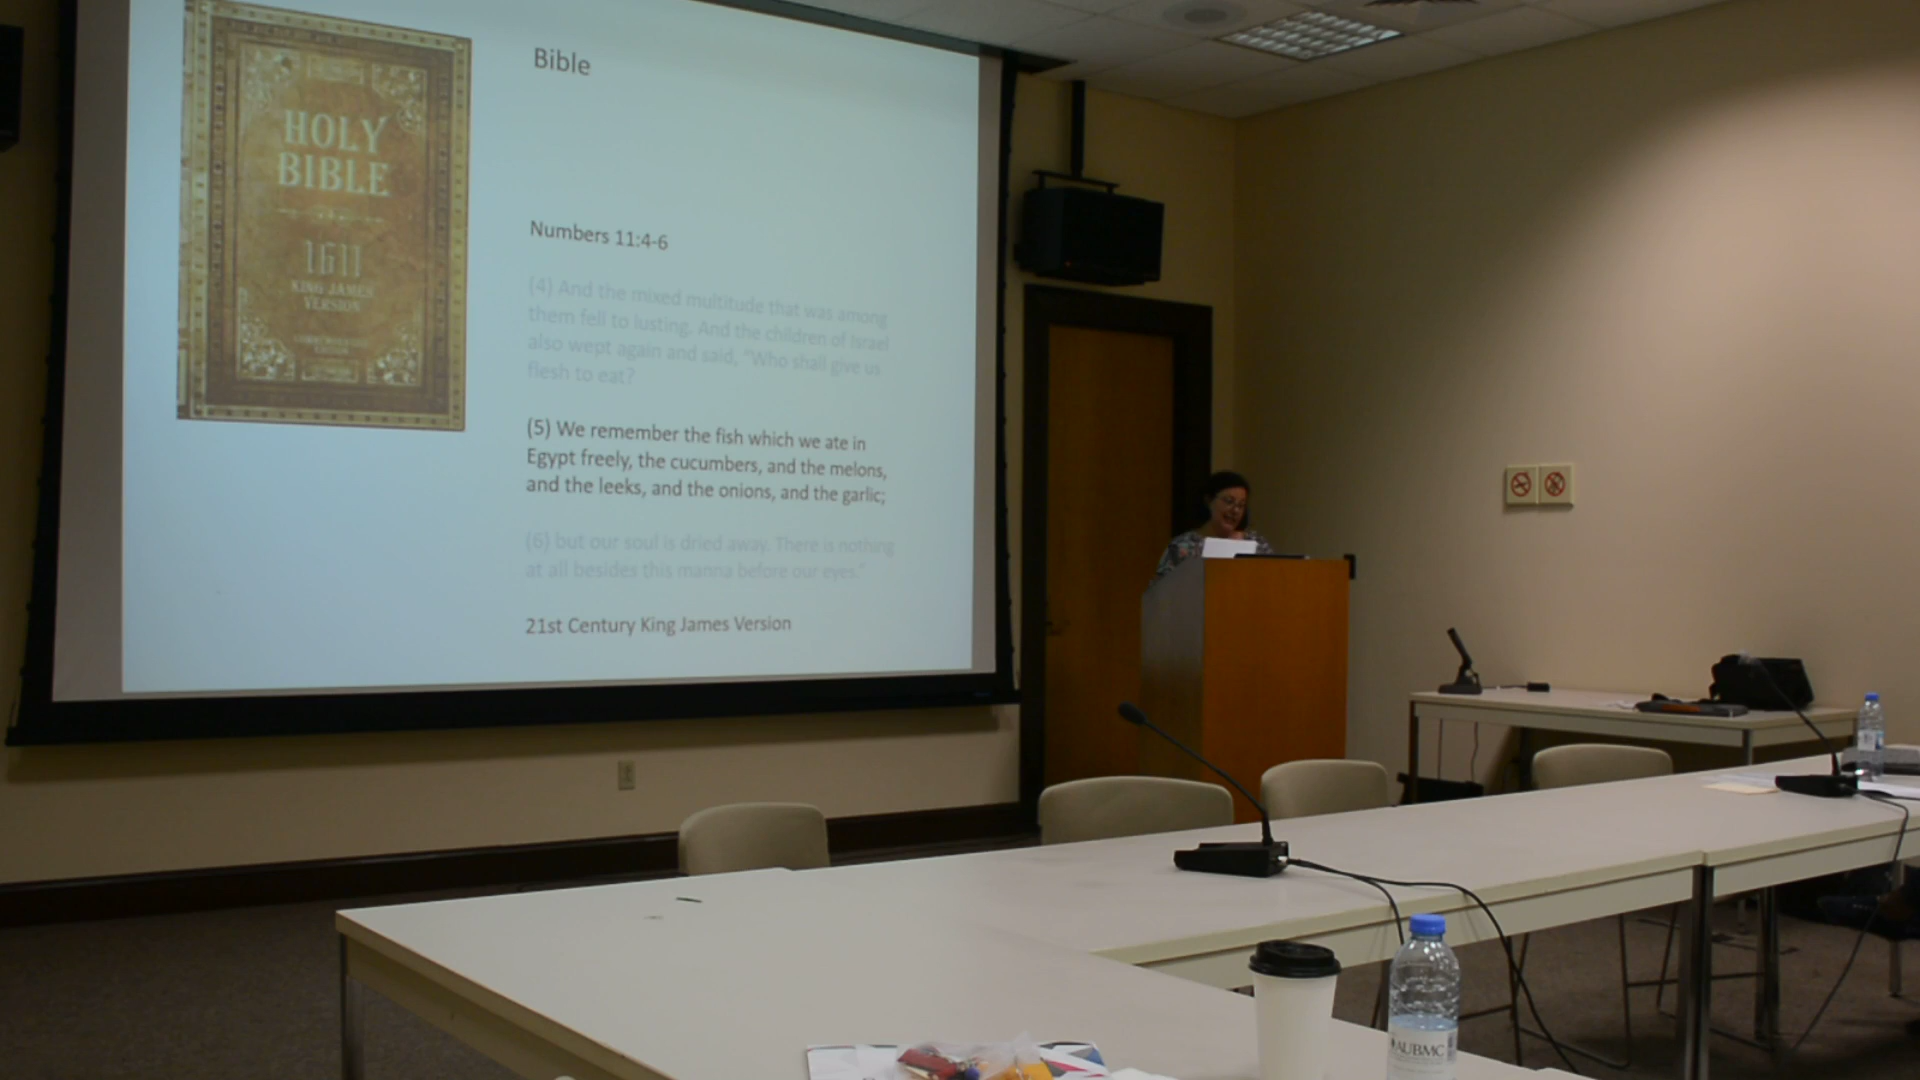 Bible
HOLY
BIBLE
1611
KING JAMES
VERSION
Numbers 11:4-6
(4) And the mixed multitude that was among
them fell to lusting. And the children of Israel
also wept again and said, "Who shall give us
flesh to eat?
(5) We remember the fish which we ate in
Egypt freely, the cucumbers, and the melons,
and the leeks, and the onions, and the garlic;
(6) but our soul is dried away. There is nothing
at all besides this manna before our eyes."
21st Century King James Version
AUBMC